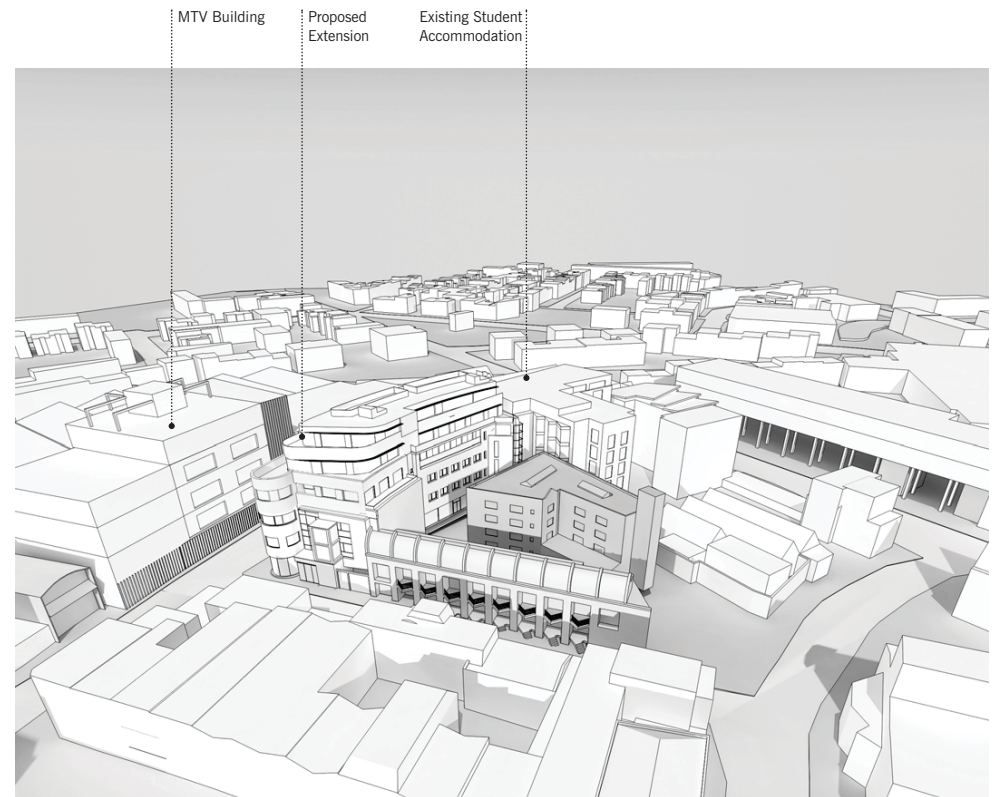 MTV Building
Proposed
Extension
Existing Student
Accommodation